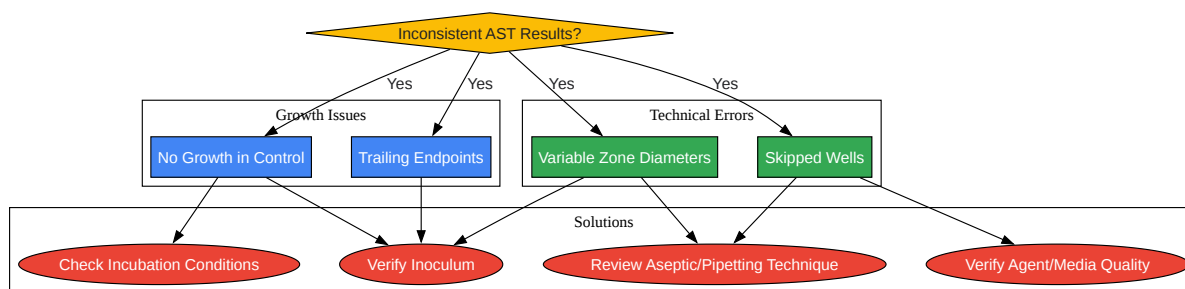 Inconsistent AST Results?
Yes
Yes
Yes
Yes
Growth Issues
Technical Errors
No Growth in Control
Trailing Endpoints
Variable Zone Diameters
Skipped Wells
Solutions
Check Incubation Conditions
Verify Inoculum
Review Aseptic/Pipetting Technique
Verify Agent/Media Quality